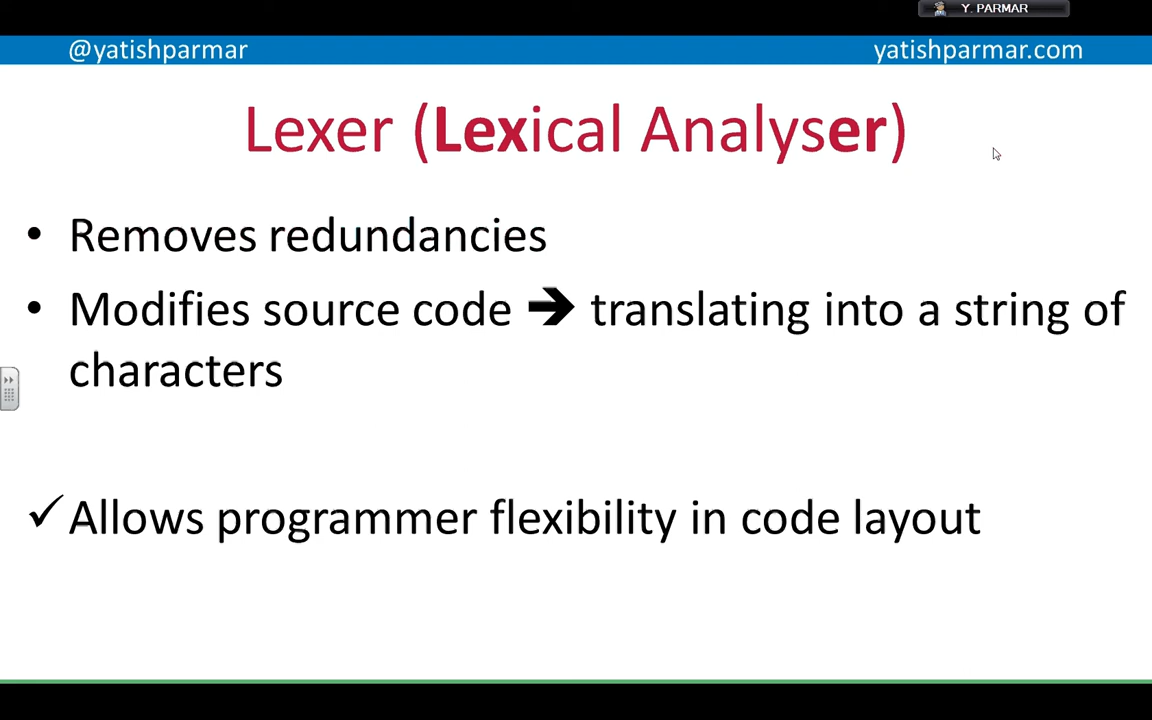 Y. PARMAR
@yatishparmar yatishparmar.com
Lexer (Lexical Analyser)
• Removes redundancies
• Modifies source code ➔ translating into a string of
characters
✓ Allows programmer flexibility in code layout